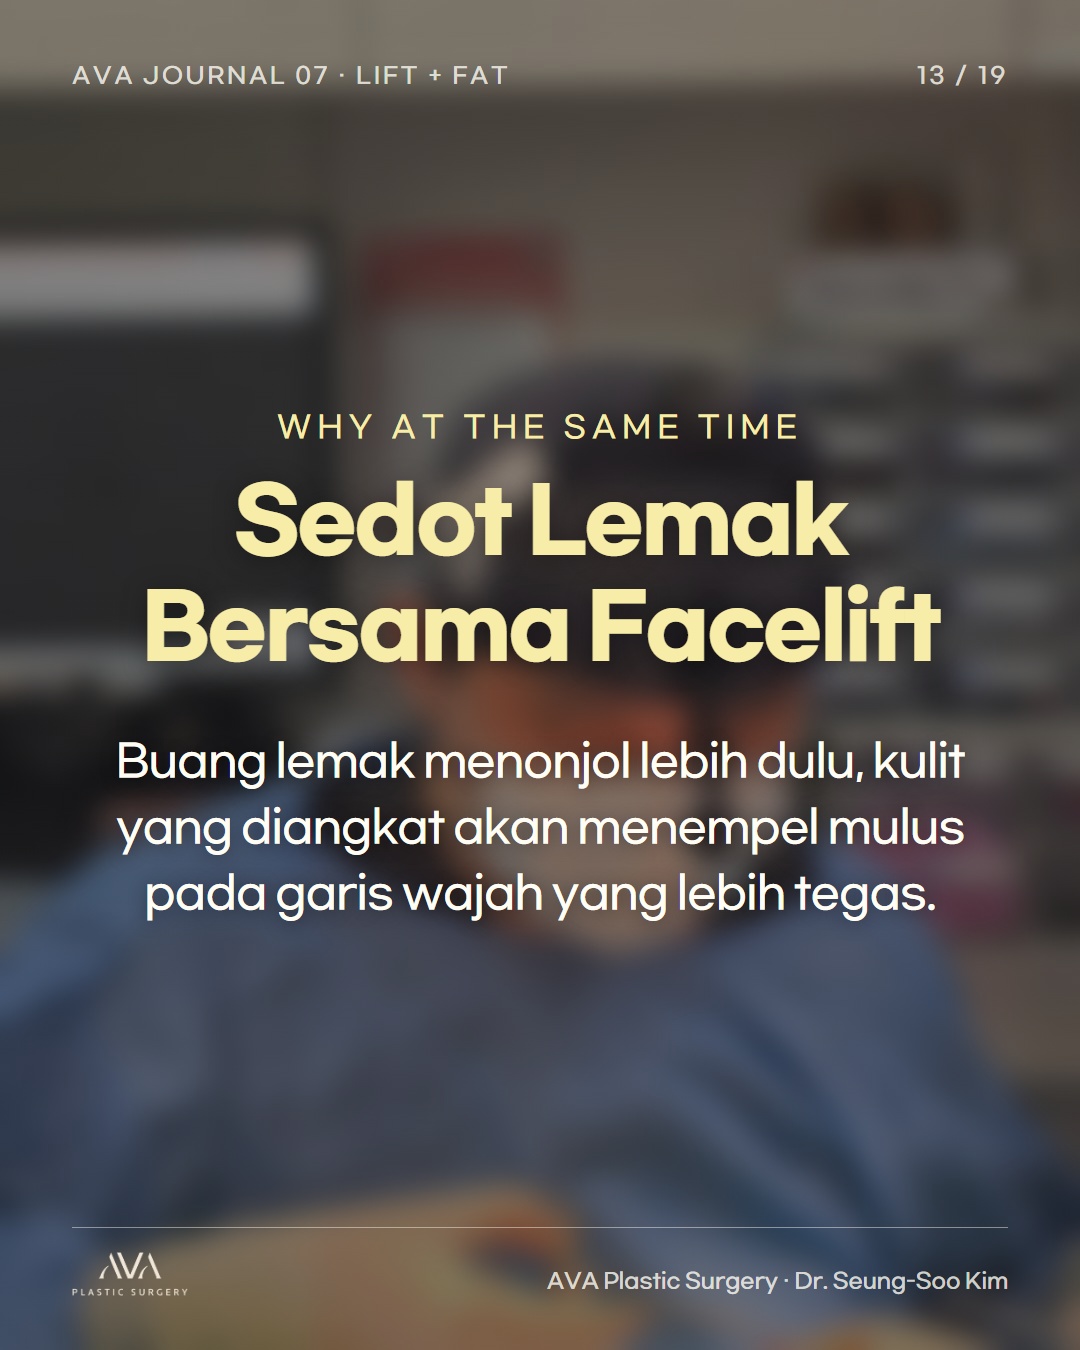 AVA JOURNAL 07 · LIFT + FAT
13 / 19
WHY AT THE SAME TIME
Sedot Lemak
Bersama Facelift
Buang lemak menonjol lebih dulu, kulit
yang diangkat akan menempel mulus
pada garis wajah yang lebih tegas.
AVA
PLASTIC SURGERY
AVA Plastic Surgery · Dr. Seung-Soo Kim